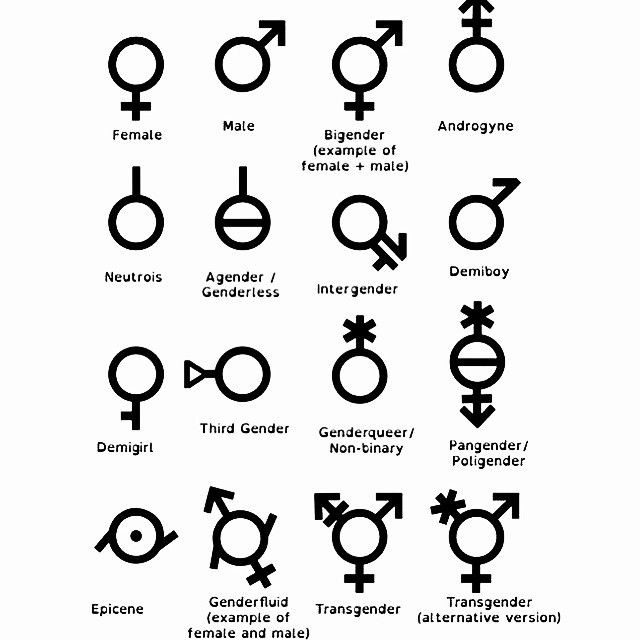 Female
Male
Bigender
(example of
female + male)
Androgyne
Neutrois
Agender /
Genderless
Intergender
Demiboy
Demigirl
Third Gender
Genderqueer/
Non-binary
Pangender/
Poligender
Epicene
Genderfluid
(example of
female and male)
Transgender
Transgender
(alternative version)